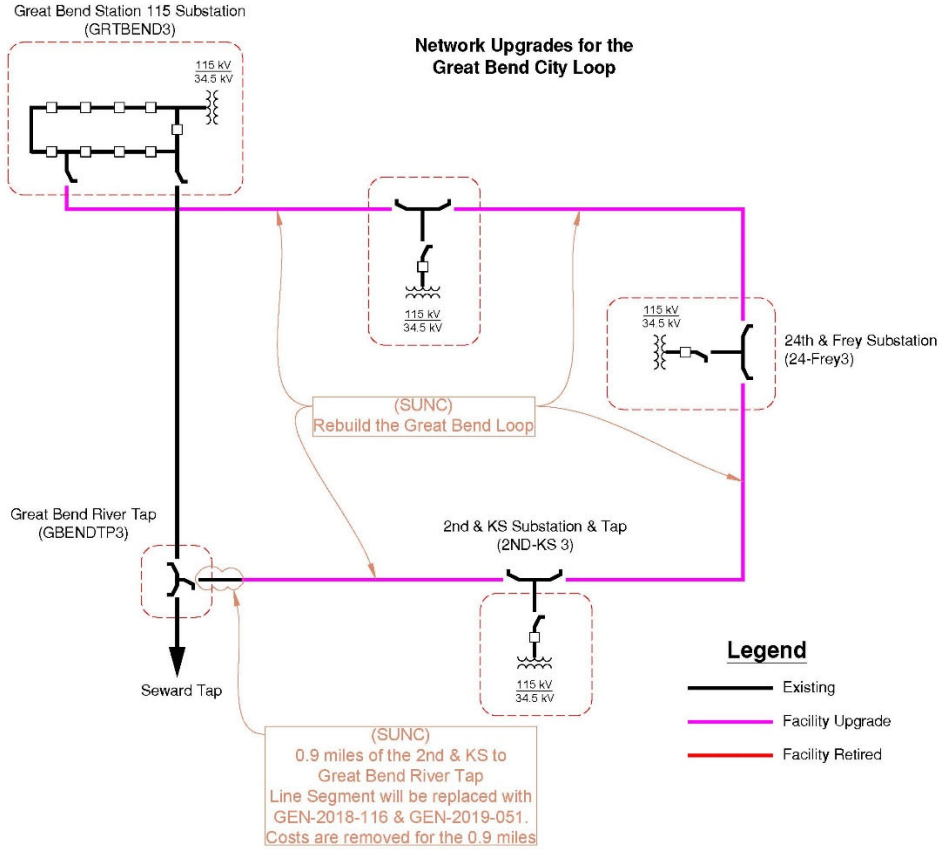 Great Bend Station 115 Substation
(GRTBEND3)
Network Upgrades for the
Great Bend City Loop
115 kV
34.5 kV
115 kV
34.5 kV
115 kV
34.5 kV
24th & Frey Substation
(24-Frey3)
(SUNC)
Rebuild the Great Bend Loop
Great Bend River Tap
(GBENDTP3)
2nd & KS Substation & Tap
(2ND-KS 3)
115 kV
34.5 kV
Seward Tap
Legend
Existing
Facility Upgrade
Facility Retired
(SUNC)
0.9 miles of the 2nd & KS to
Great Bend River Tap
Line Segment will be replaced with
GEN-2018-116 & GEN-2019-051.
Costs are removed for the 0.9 miles